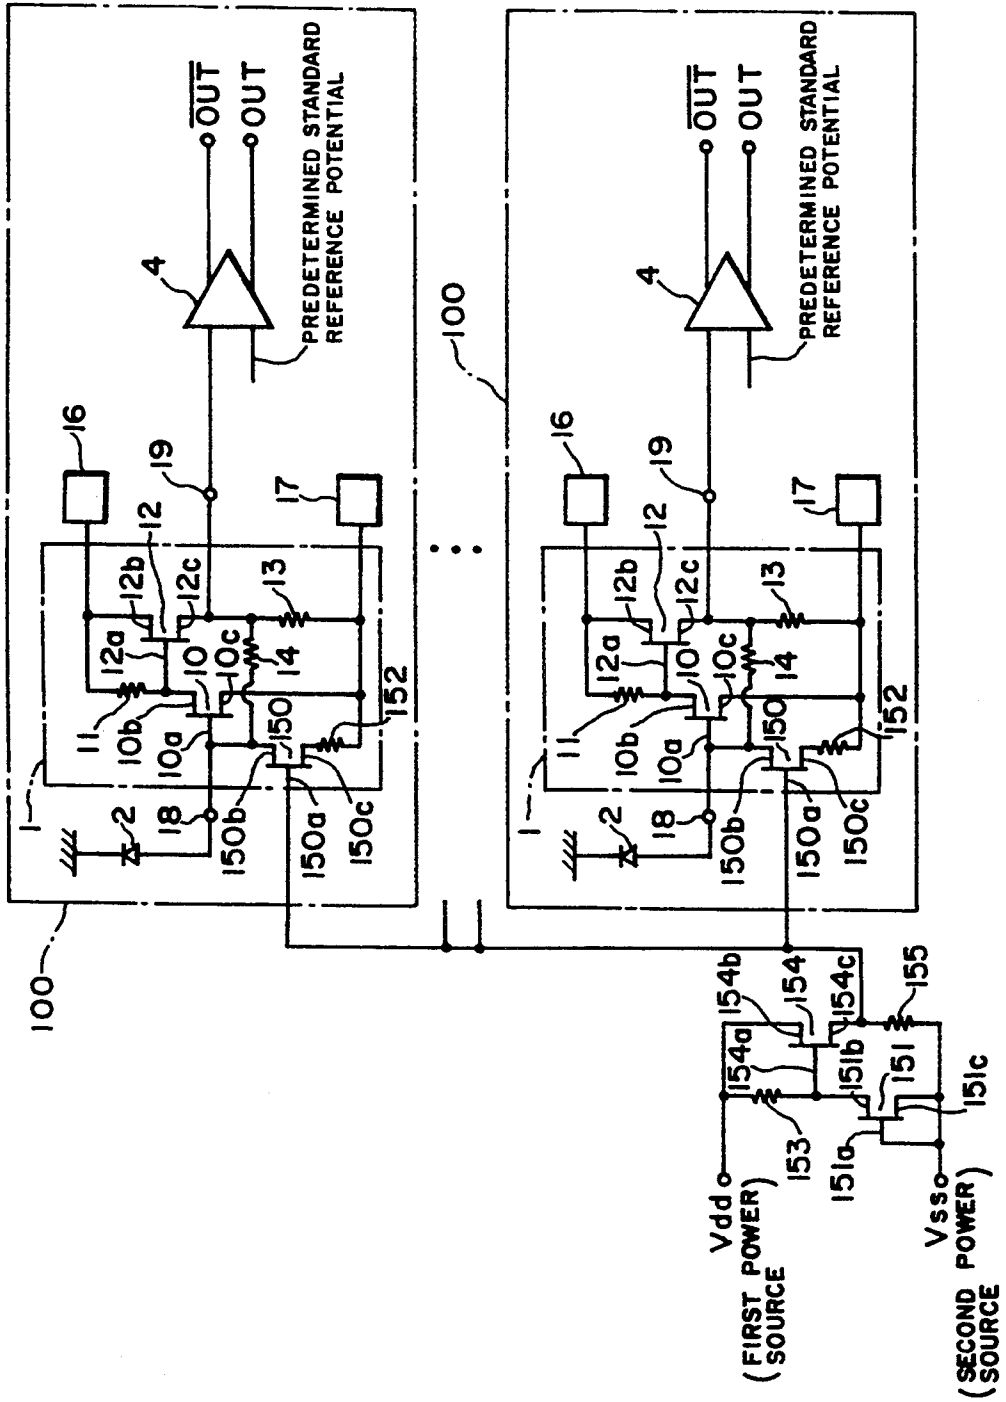 100
1
2
18
10a
10b
11
10
10c
12a
12b
12c
12
13
14
150
150a
150b
150c
152
16
17
19
4
OUT
OUT
PREDETERMINED STANDARD
REFERENCE POTENTIAL
100
1
2
18
10a
10b
11
10
10c
12a
12b
12c
12
13
14
150
150a
150b
150c
152
16
17
19
4
OUT
OUT
PREDETERMINED STANDARD
REFERENCE POTENTIAL
Vdd
(FIRST POWER)
SOURCE
Vss
(SECOND POWER)
SOURCE
153
154a
154b
154
154c
155
151a
151b
151
151c